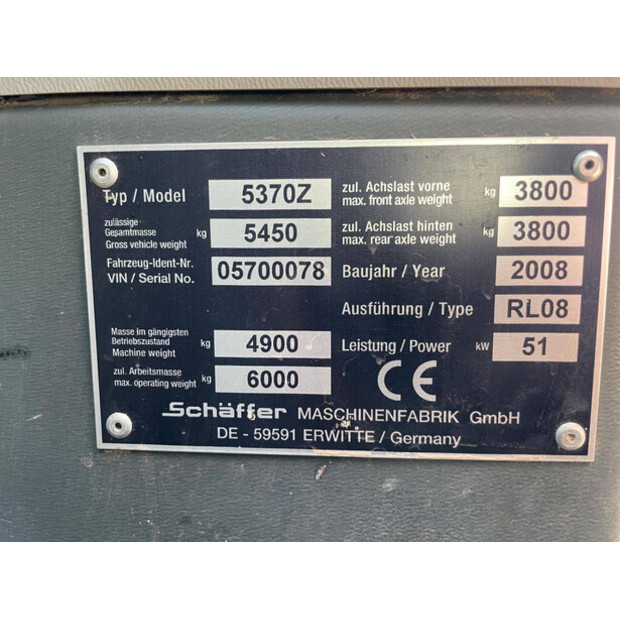 Typ / Model 5370Z
zulässige
Gesamtmasse
Gross vehicle weight kg 5450
Fahrzeug-Ident-Nr.
VIN / Serial No. 05700078
Masse im gängigsten
Betriebszustand
Machine weight kg 4900
zul. Arbeitsmasse
max. operating weight kg 6000
zul. Achslast vorne
max. front axle weight kg 3800
zul. Achslast hinten
max. rear axle weight kg 3800
Baujahr / Year 2008
Ausführung / Type RL08
Leistung / Power kW 51
CE
Schäffer MASCHINENFABRIK GmbH
DE - 59591 ERWITTE / Germany